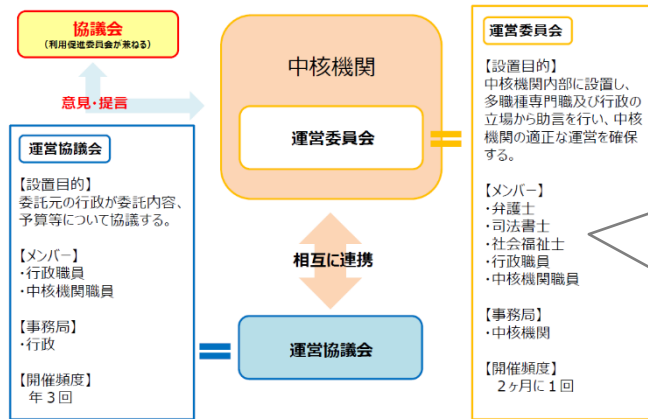 協議会
(利用促進委員会が兼ねる)
意見・提言
中核機関
運営委員会
相互に連携
運営協議会
運営協議会
【設置目的】
委託元の行政が委託内容、
予算等について協議する。
【メンバー】
・行政職員
・中核機関職員
【事務局】
・行政
【開催頻度】
年３回
運営委員会
【設置目的】
中核機関内部に設置し、
多職種専門職及び行政の
立場から助言を行い、中核
機関の適正な運営を確保
する。
【メンバー】
・弁護士
・司法書士
・社会福祉士
・行政職員
・中核機関職員
【事務局】
・中核機関
【開催頻度】
２ヶ月に１回